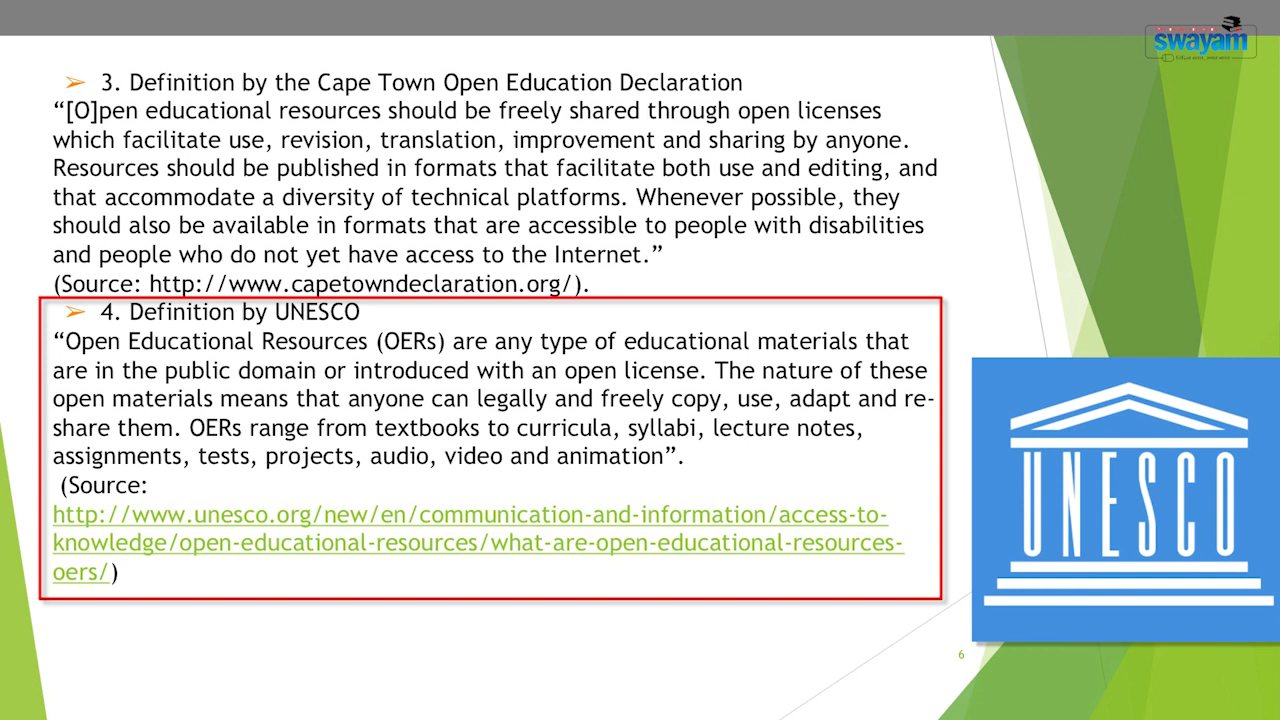 swayam
➢ 3. Definition by the Cape Town Open Education Declaration
“[O]pen educational resources should be freely shared through open licenses
which facilitate use, revision, translation, improvement and sharing by anyone.
Resources should be published in formats that facilitate both use and editing, and
that accommodate a diversity of technical platforms. Whenever possible, they
should also be available in formats that are accessible to people with disabilities
and people who do not yet have access to the Internet.”
(Source: http://www.capetowndeclaration.org/).
➢ 4. Definition by UNESCO
“Open Educational Resources (OERs) are any type of educational materials that
are in the public domain or introduced with an open license. The nature of these
open materials means that anyone can legally and freely copy, use, adapt and re-
share them. OERs range from textbooks to curricula, syllabi, lecture notes,
assignments, tests, projects, audio, video and animation”.
(Source:
http://www.unesco.org/new/en/communication-and-information/access-to-
knowledge/open-educational-resources/what-are-open-educational-resources-
oers/)
UNESCO
6